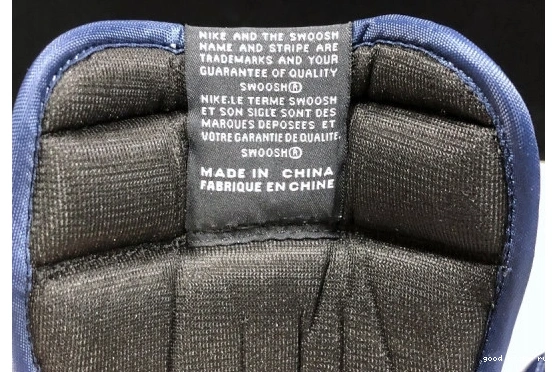 NIKE AND THE SWOOSH
NAME AND STRIPE ARE
TRADEMARKS AND YOUR
GUARANTEE OF QUALITY
SWOOSH®
NIKE.LE TERME SWOOSH
ET SON SIGLE SONT DES
MARQUES DEPOSEES ET
VOTRE GARANTIE DE QUALITE.
SWOOSH®
MADE IN CHINA
FABRIQUE EN CHINE
good